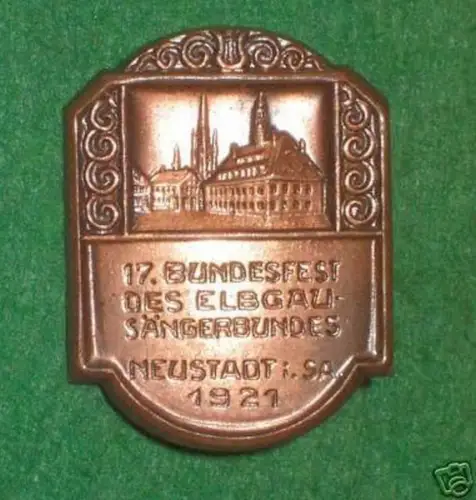 17. BUNDESFEST
DES ELBGAU-
SÄNGERBUNDES
NEUSTADT i. SA.
1921